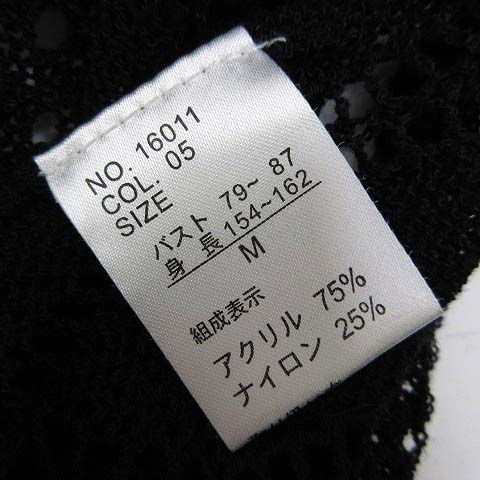 NO. 16011
COL. 05
SIZE
バスト 79~ 87
身 長 154~162
M
組成表示
アクリル 75%
ナイロン 25%